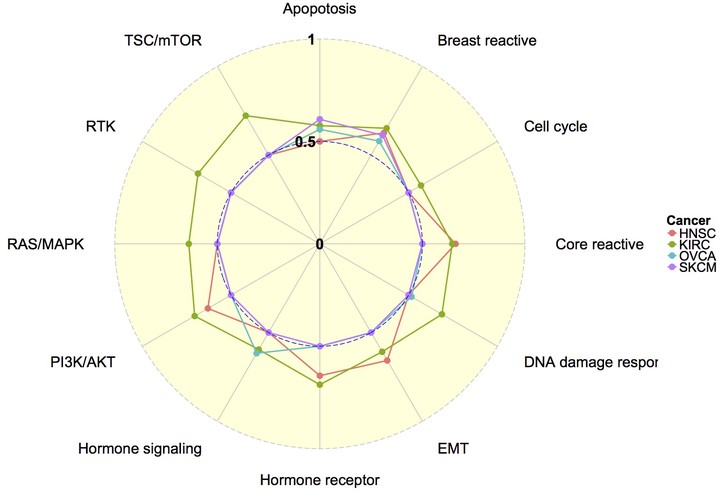 Apopotosis
TSC/mTOR
1
Breast reactive
RTK
0.5
Cell cycle
RAS/MAPK
0
Core reactive
Cancer
HNSC
KIRC
OVCA
SKCM
PI3K/AKT
DNA damage respor
Hormone signaling
EMT
Hormone receptor